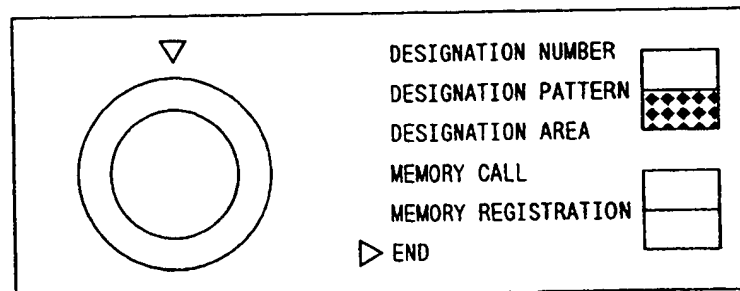 DESIGNATION NUMBER
DESIGNATION PATTERN
DESIGNATION AREA
MEMORY CALL
MEMORY REGISTRATION
END